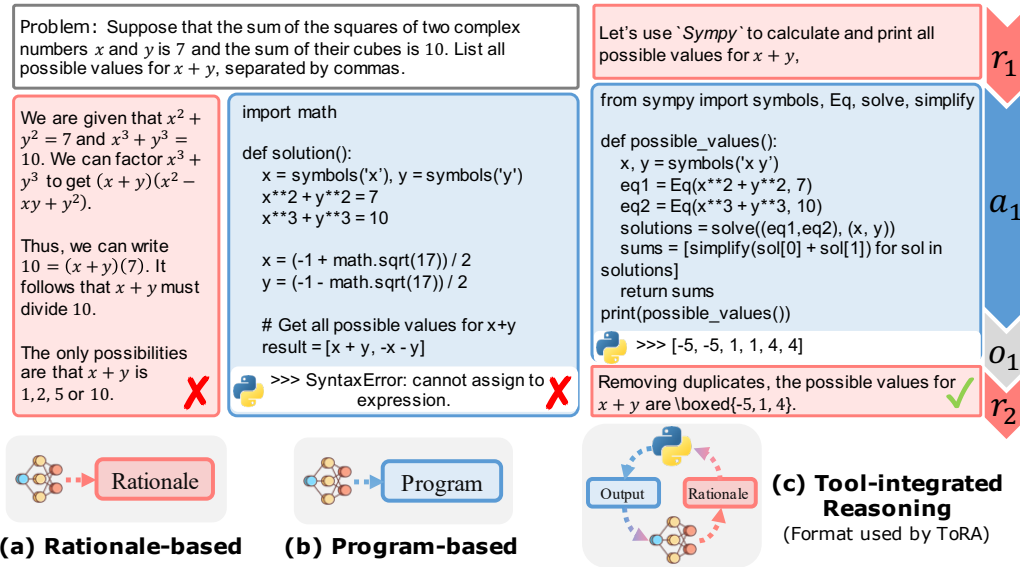 Problem: Suppose that the sum of the squares of two complex
numbers x and y is 7 and the sum of their cubes is 10. List all
possible values for x + y, separated by commas.
We are given that x² +
y² = 7 and x³ + y³ =
10. We can factor x³ +
y³ to get (x + y)(x² −
xy + y²).
Thus, we can write
10 = (x + y)(7). It
follows that x + y must
divide 10.
The only possibilities
are that x + y is
1, 2, 5 or 10.
import math
def solution():
x = symbols('x’), y = symbols('y')
x**2 + y**2 = 7
x**3 + y**3 = 10
x = (-1 + math.sqrt(17)) / 2
y = (-1 - math.sqrt(17)) / 2
# Get all possible values for x+y
result = [x + y, -x - y]
>>> SyntaxError: cannot assign to
expression.
Let’s use `Sympy` to calculate and print all
possible values for x + y,
from sympy import symbols, Eq, solve, simplify
def possible_values():
x, y = symbols('x y')
eq1 = Eq(x**2 + y**2, 7)
eq2 = Eq(x**3 + y**3, 10)
solutions = solve((eq1,eq2), (x, y))
sums = [simplify(sol[0] + sol[1]) for sol in
solutions]
return sums
print(possible_values())
>>> [-5, -5, 1, 1, 4, 4]
Removing duplicates, the possible values for
x + y are \boxed{-5, 1, 4}.
r₁
a₁
o₁
r₂
Rationale
(a) Rationale-based
Program
(b) Program-based
Output
Rationale
(c) Tool-integrated
Reasoning
(Format used by ToRA)